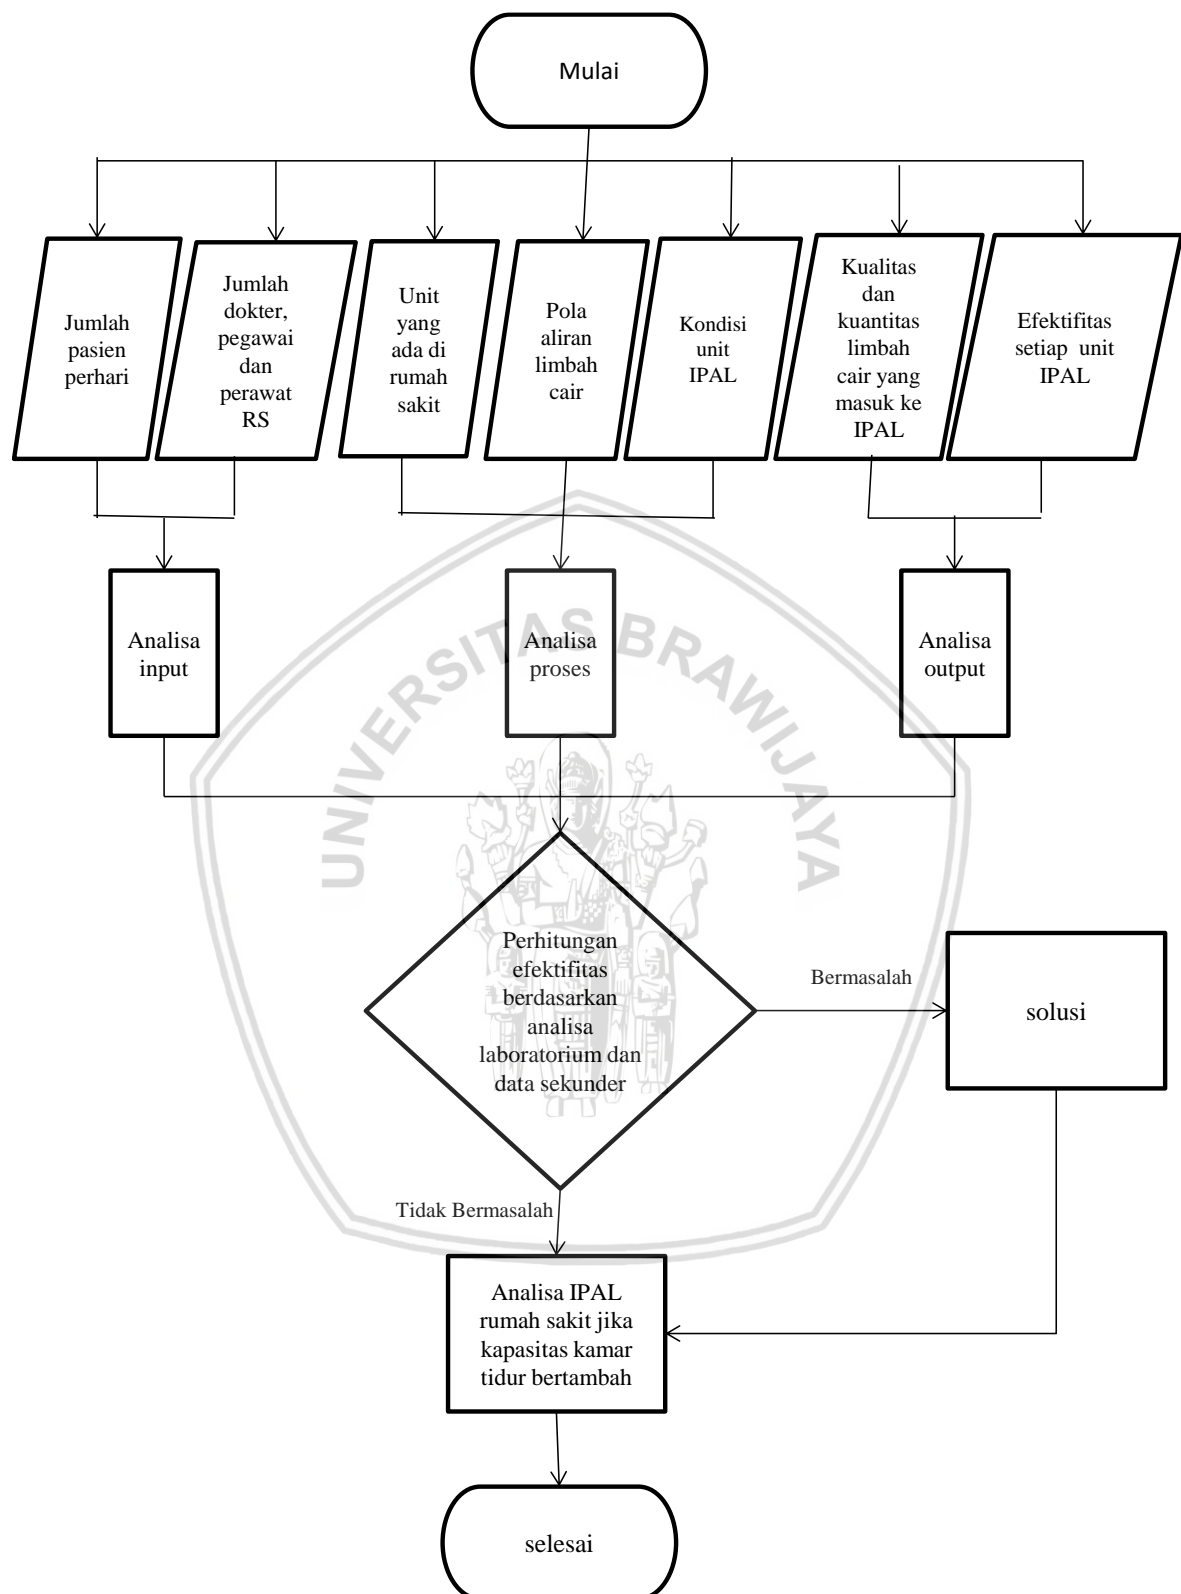 Mulai
Jumlah
pasien
perhari
Jumlah
dokter,
pegawai
dan
perawat
RS
Unit
yang
ada di
rumah
sakit
Pola
aliran
limbah
cair
Kondisi
unit
IPAL
Kualitas
dan
kuantitas
limbah
cair yang
masuk ke
IPAL
Efektifitas
setiap unit
IPAL
Analisa
input
Analisa
proses
Analisa
output
UNIVERSITAS BRAWIJAYA
Perhitungan
efektifitas
berdasarkan
analisa
laboratorium dan
data sekunder
Bermasalah
solusi
Tidak Bermasalah
Analisa IPAL
rumah sakit jika
kapasitas kamar
tidur bertambah
selesai